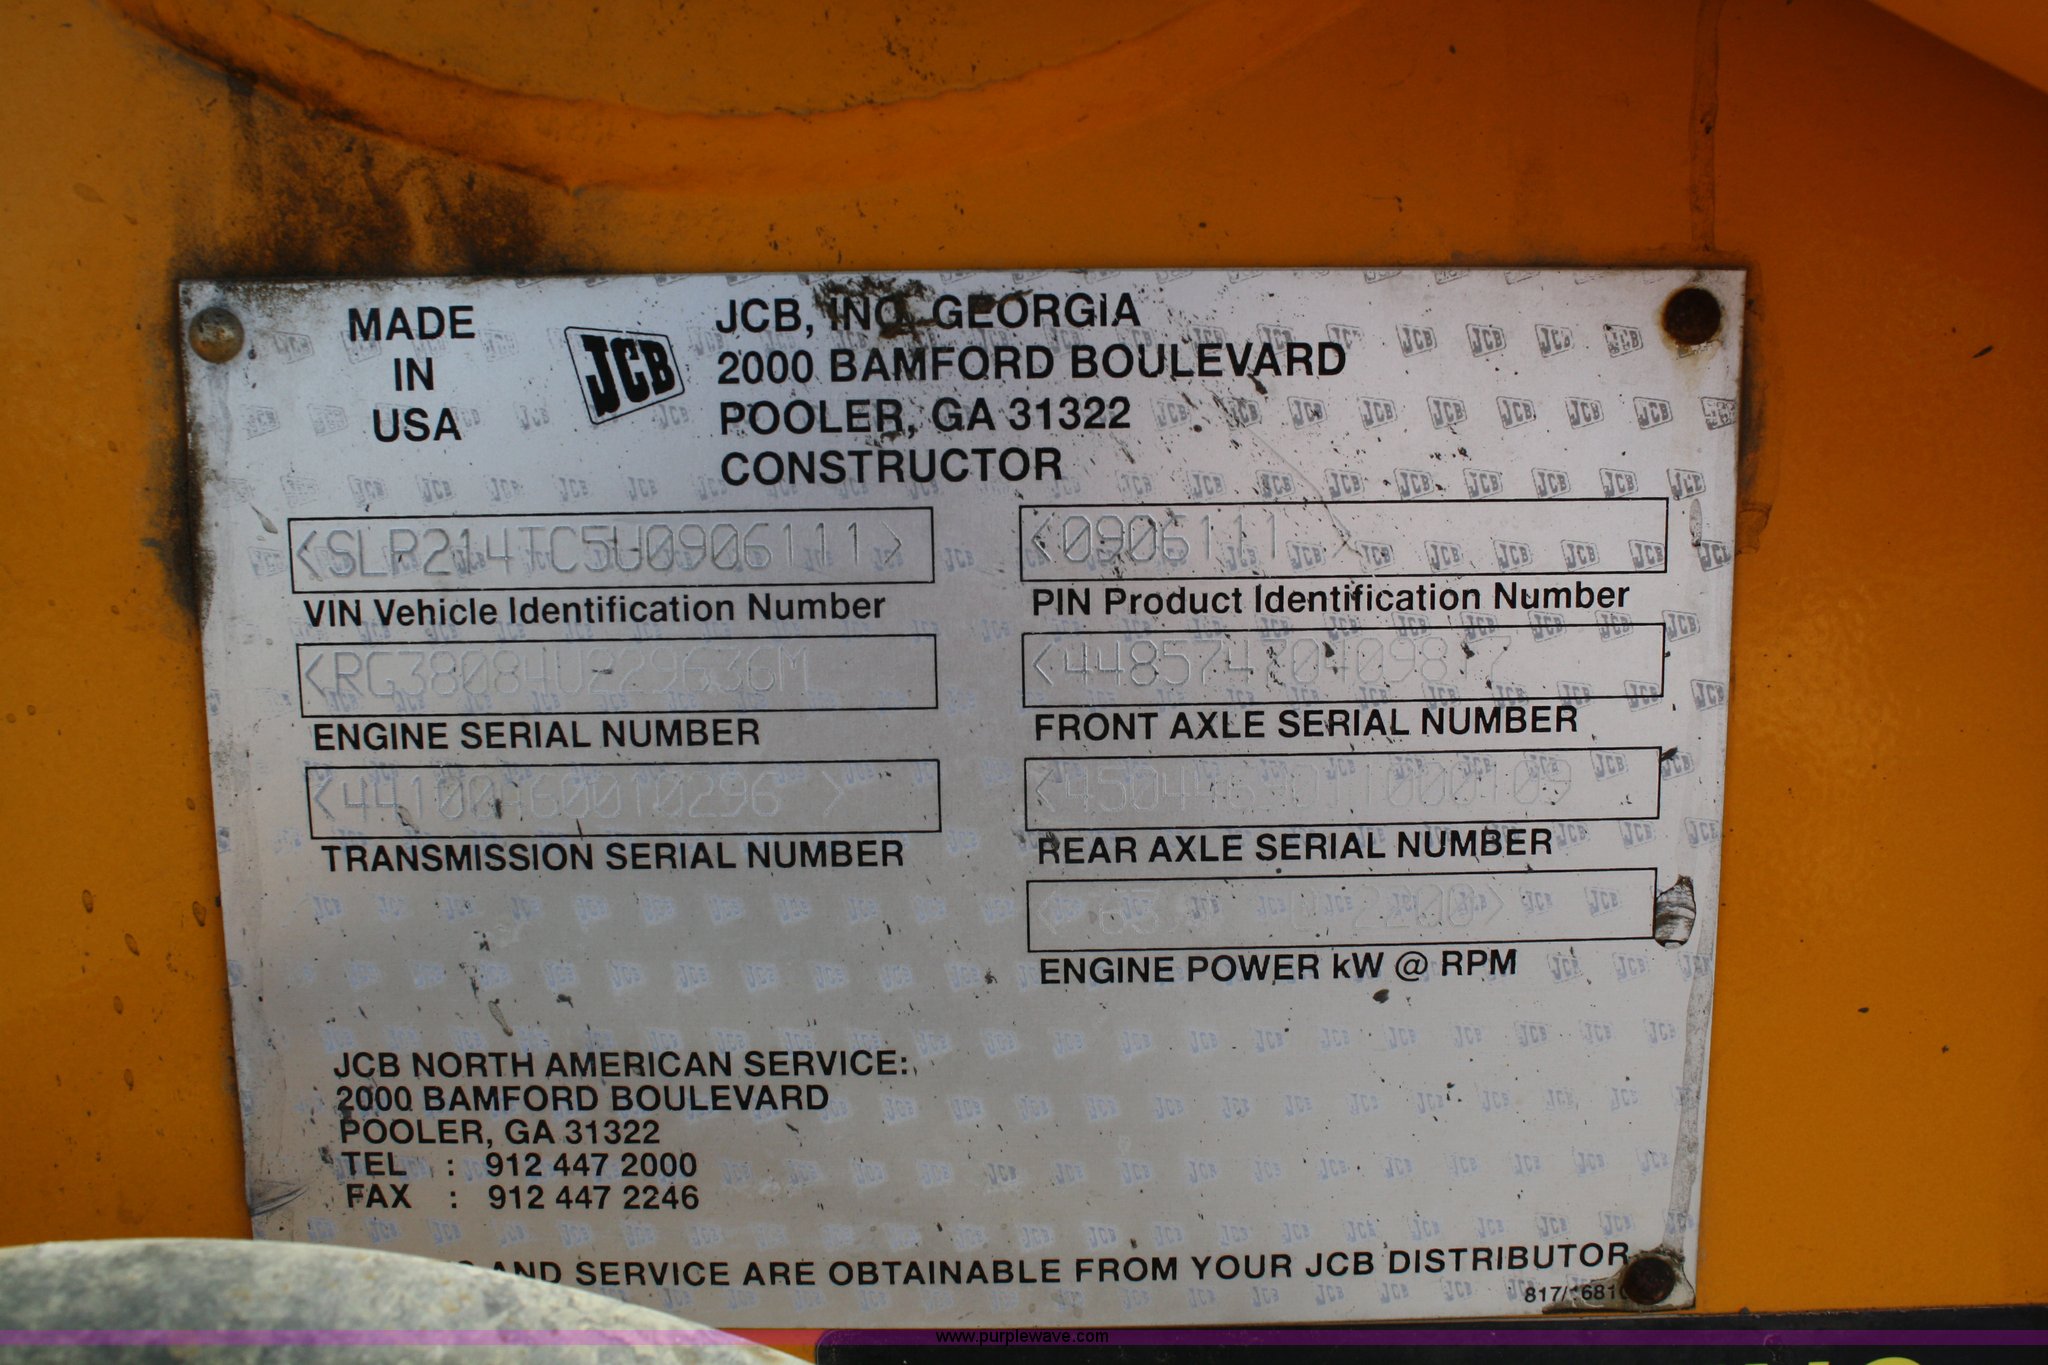 MADE
IN
USA
JCB
JCB, INC. GEORGIA
2000 BAMFORD BOULEVARD
POOLER, GA 31322
CONSTRUCTOR
<SLP214TC5U0906111>
VIN Vehicle Identification Number
<0906111 >
PIN Product Identification Number
<RG38084U229636M
ENGINE SERIAL NUMBER
FRONT AXLE SERIAL NUMBER
<44100460010296 >
TRANSMISSION SERIAL NUMBER
REAR AXLE SERIAL NUMBER
2200>
ENGINE POWER kW @ RPM
JCB NORTH AMERICAN SERVICE:
2000 BAMFORD BOULEVARD
POOLER, GA 31322
TEL : 912 447 2000
FAX : 912 447 2246
AND SERVICE ARE OBTAINABLE FROM YOUR JCB DISTRIBUTOR
www.purplewave.com